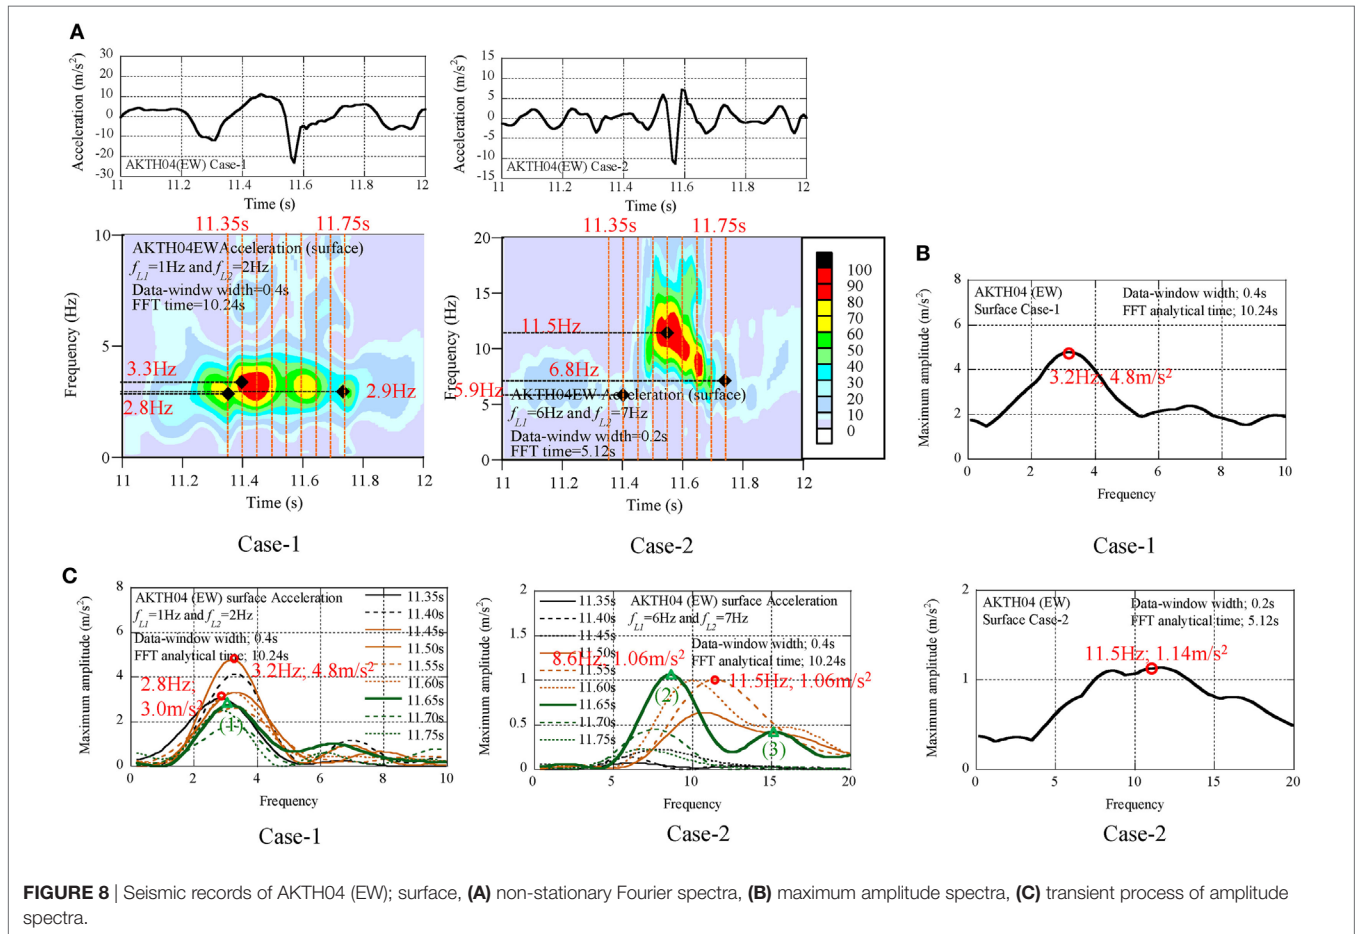 A
Acceleration (m/s²)
30
20
10
0
-10
-20
-30
AKTH04(EW) Case-1
11
11.2
11.4
11.6
11.8
12
Time (s)
Acceleration (m/s²)
15
10
5
0
-5
-10
-15
AKTH04(EW) Case-2
11
11.2
11.4
11.6
11.8
12
Time (s)
11.35s
11.75s
Frequency (Hz)
10
5
0
AKTH04EW Acceleration (surface)
fL1=1Hz and fL2=2Hz
Data-windw width=0.4s
FFT time=10.24s
3.3Hz
2.8Hz
2.9Hz
11
11.2
11.4
11.6
11.8
12
Time (s)
Case-1
11.35s
11.75s
Frequency (Hz)
20
15
10
5
0
11.5Hz
6.8Hz
5.9Hz
AKTH04EW Acceleration (surface)
fL1=6Hz and fL2=7Hz
Data-windw width=0.2s
FFT time=5.12s
11
11.2
11.4
11.6
11.8
12
Time (s)
Case-2
100
90
80
70
60
50
40
30
20
10
0
B
Maximum amplitude (m/s²)
8
6
4
2
0
AKTH04 (EW)
Surface Case-1
Data-window width; 0.4s
FFT analytical time; 10.24s
3.2Hz; 4.8m/s²
0
2
4
6
8
10
Frequency
Case-1
C
Maximum amplitude (m/s²)
8
6
4
2
0
AKTH04 (EW) surface Acceleration
fL1=1Hz and fL2=2Hz
Data-window width; 0.4s
FFT analytical time; 10.24s
3.2Hz; 4.8m/s²
2.8Hz;
3.0m/s²
(1)
11.35s
11.40s
11.45s
11.50s
11.55s
11.60s
11.65s
11.70s
11.75s
0
2
4
6
8
10
Frequency
Case-1
Maximum amplitude (m/s²)
2
1.5
1
0.5
0
11.35s
11.40s
11.45s
11.50s
11.55s
11.60s
11.65s
11.70s
11.75s
AKTH04 (EW) surface Acceleration
fL1=6Hz and fL2=7Hz
Data-window width; 0.4s
FFT analytical time; 10.24s
8.6Hz; 1.06m/s²
11.5Hz; 1.06m/s²
(2)
(3)
0
5
10
15
20
Frequency
Case-2
Maximum amplitude (m/s²)
2
1
0
AKTH04 (EW)
Surface Case-2
Data-window width; 0.2s
FFT analytical time; 5.12s
11.5Hz; 1.14m/s²
0
5
10
15
20
Frequency
Case-2
FIGURE 8 | Seismic records of AKTH04 (EW); surface, (A) non-stationary Fourier spectra, (B) maximum amplitude spectra, (C) transient process of amplitude
spectra.